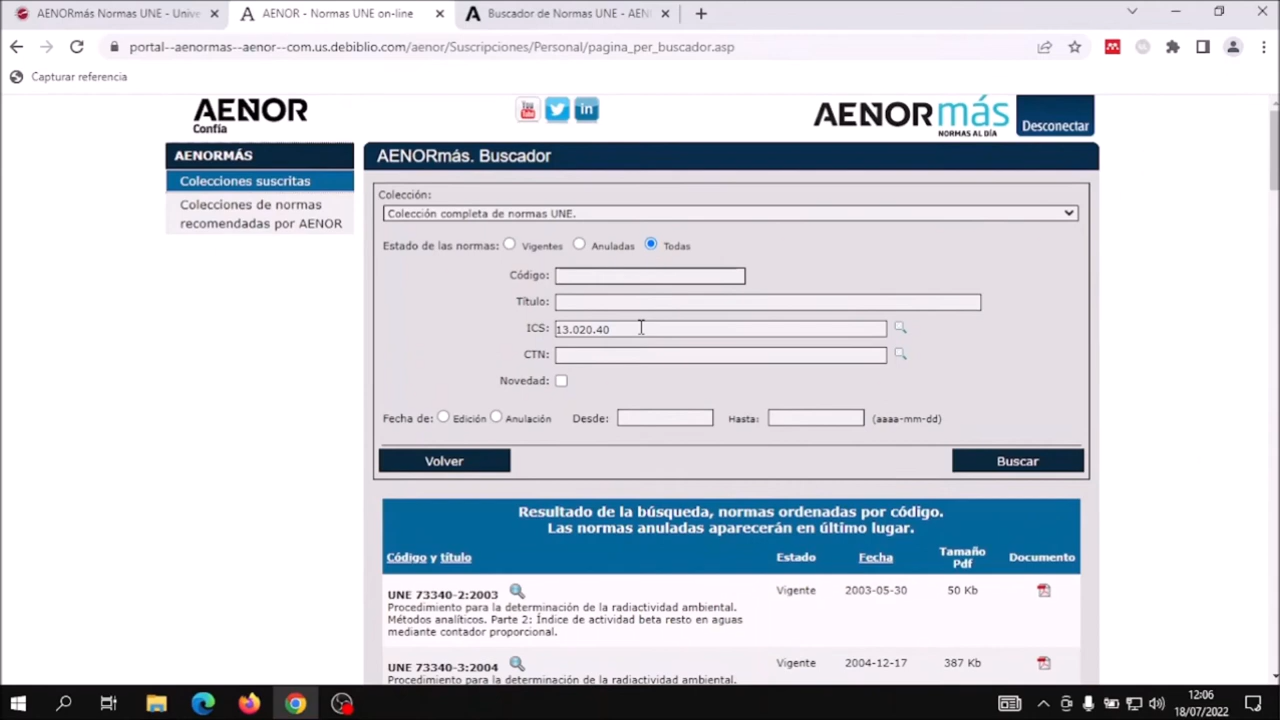 AENORmás Normas UNE - Unive
AENOR - Normas UNE on-line
Buscador de Normas UNE - AEN
portal--aenormas--aenor--com.us.debiblio.com/aenor/Suscripciones/Personal/pagina_per_buscador.asp
Capturar referencia
AENOR
Confía
You
in
AENORmás
NORMAS AL DÍA
Desconectar
AENORMÁS
Colecciones suscritas
Colecciones de normas
recomendadas por AENOR
AENORmás. Buscador
Colección:
Colección completa de normas UNE.
Estado de las normas: Vigentes Anuladas Todas
Código:
Título:
ICS: 13.020.40
CTN:
Novedad:
Fecha de: Edición Anulación Desde: Hasta: (aaaa-mm-dd)
Volver
Buscar
Resultado de la búsqueda, normas ordenadas por código.
Las normas anuladas aparecerán en último lugar.
Código y título Estado Fecha Tamaño Pdf Documento
UNE 73340-2:2003 Vigente 2003-05-30 50 Kb
Procedimiento para la determinación de la radiactividad ambiental.
Métodos analíticos. Parte 2: Índice de actividad beta resto en aguas
mediante contador proporcional.
UNE 73340-3:2004 Vigente 2004-12-17 387 Kb
Procedimiento para la determinación de la radiactividad ambiental.
12:06
18/07/2022